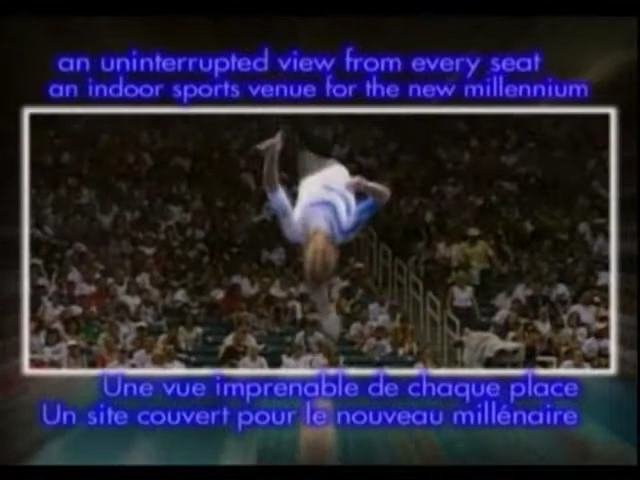 an uninterrupted view from every seat
an indoor sports venue for the new millennium
Une vue imprenable de chaque place
Un site couvert pour le nouveau millénaire